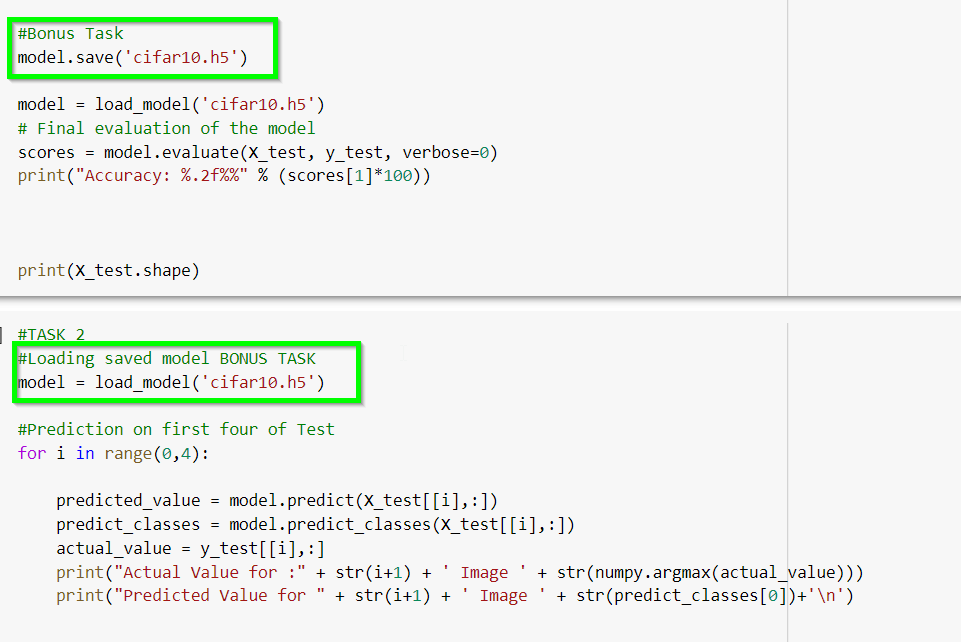 #Bonus Task
model.save('cifar10.h5')
model = load_model('cifar10.h5')
# Final evaluation of the model
scores = model.evaluate(X_test, y_test, verbose=0)
print("Accuracy: %.2f%%" % (scores[1]*100))
print(X_test.shape)
#TASK 2
#Loading saved model BONUS TASK
model = load_model('cifar10.h5')
#Prediction on first four of Test
for i in range(0,4):
    predicted_value = model.predict(X_test[[i],:])
    predict_classes = model.predict_classes(X_test[[i],:])
    actual_value = y_test[[i],:]
    print("Actual Value for :" + str(i+1) + ' Image ' + str(numpy.argmax(actual_value)))
    print("Predicted Value for " + str(i+1) + ' Image ' + str(predict_classes[0])+'\n')